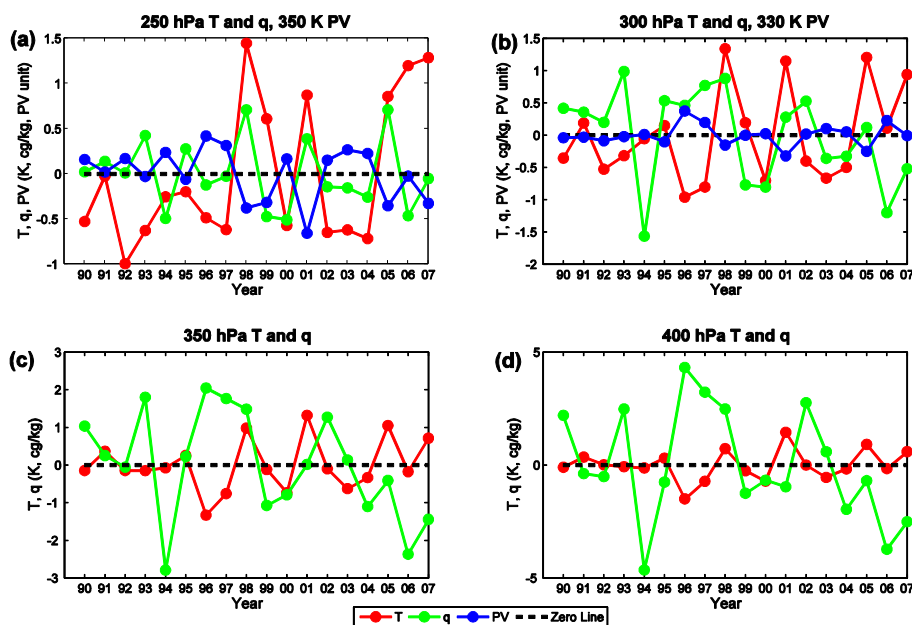 250 hPa T and q, 350 K PV
(a)
T, q, PV (K, cg/kg, PV unit)
1.5
1
0.5
0
-0.5
-1
90 91 92 93 94 95 96 97 98 99 00 01 02 03 04 05 06 07
Year
300 hPa T and q, 330 K PV
(b)
T, q, PV (K, cg/kg, PV unit)
1.5
1
0.5
0
-0.5
-1
-1.5
-2
90 91 92 93 94 95 96 97 98 99 00 01 02 03 04 05 06 07
Year
350 hPa T and q
(c)
T, q (K, cg/kg)
3
2
1
0
-1
-2
-3
90 91 92 93 94 95 96 97 98 99 00 01 02 03 04 05 06 07
Year
400 hPa T and q
(d)
T, q (K, cg/kg)
5
0
-5
90 91 92 93 94 95 96 97 98 99 00 01 02 03 04 05 06 07
Year
T q PV Zero Line